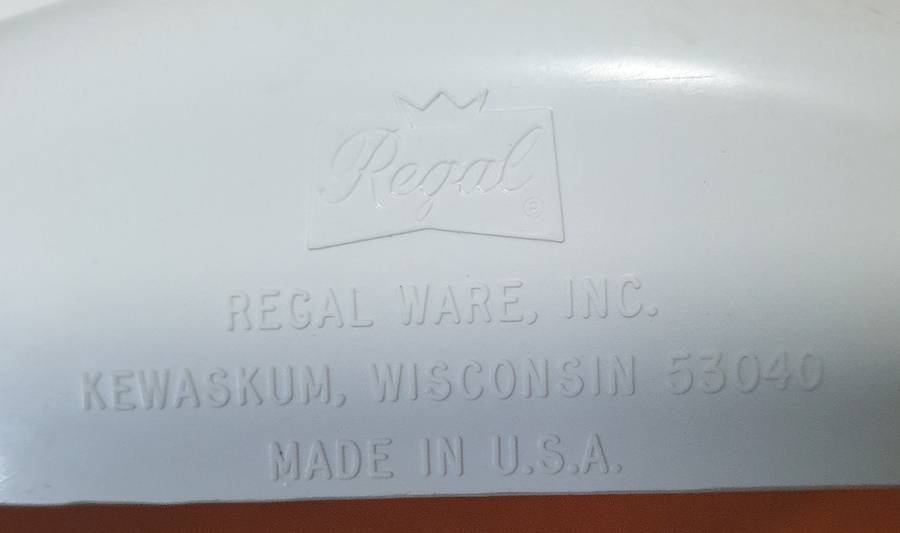 Regal ®
REGAL WARE, INC.
KEWASKUM, WISCONSIN 53040
MADE IN U.S.A.